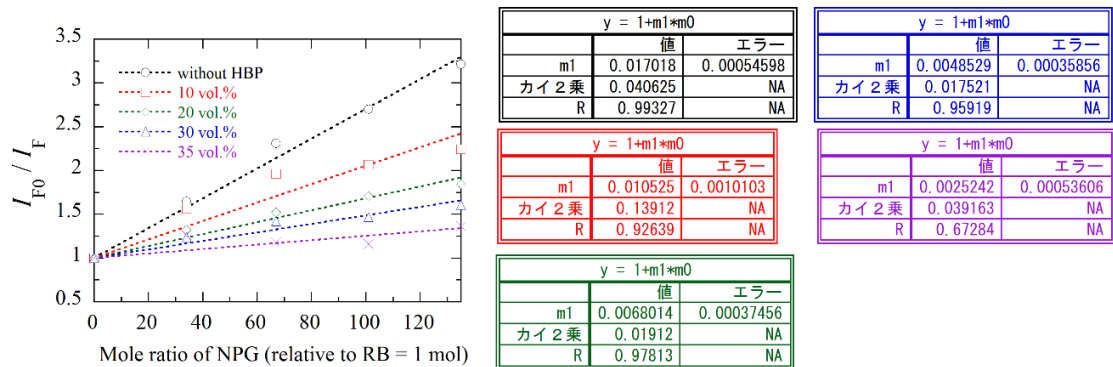 3.5
3
2.5
2
1.5
1
0.5
I_F0 / I_F
without HBP
10 vol.%
20 vol.%
30 vol.%
35 vol.%
0 20 40 60 80 100 120
Mole ratio of NPG (relative to RB = 1 mol)
y = 1+m1*m0
値 エラー
m1 0.017018 0.00054598
カイ2乗 0.040625 NA
R 0.99327 NA
y = 1+m1*m0
値 エラー
m1 0.0048529 0.00035856
カイ2乗 0.017521 NA
R 0.95919 NA
y = 1+m1*m0
値 エラー
m1 0.010525 0.0010103
カイ2乗 0.13912 NA
R 0.92639 NA
y = 1+m1*m0
値 エラー
m1 0.0025242 0.00053606
カイ2乗 0.039163 NA
R 0.67284 NA
y = 1+m1*m0
値 エラー
m1 0.0068014 0.00037456
カイ2乗 0.01912 NA
R 0.97813 NA